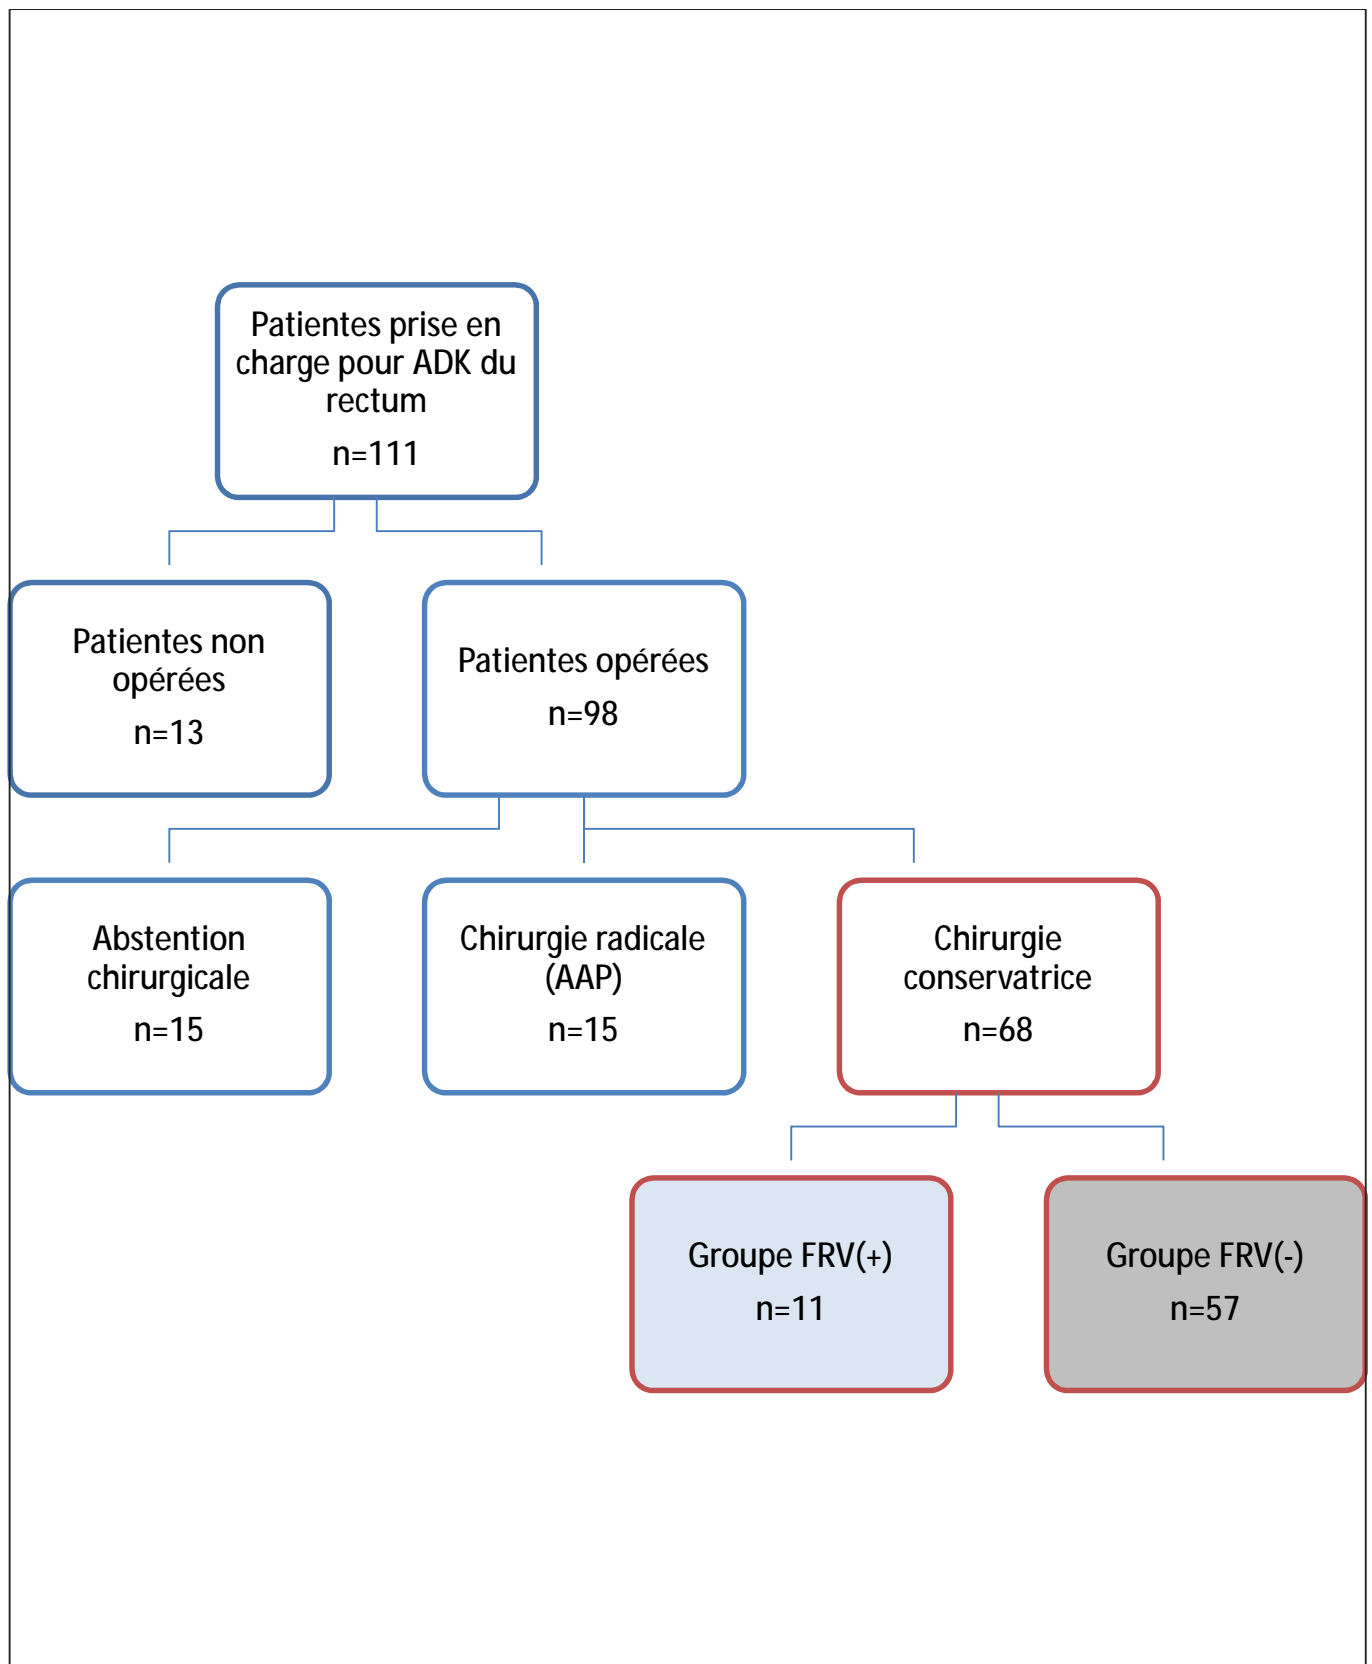 Patientes prise en
charge pour ADK du
rectum
n=111
Patientes non
opérées
n=13
Patientes opérées
n=98
Abstention
chirurgicale
n=15
Chirurgie radicale
(AAP)
n=15
Chirurgie
conservatrice
n=68
Groupe FRV(+)
n=11
Groupe FRV(-)
n=57